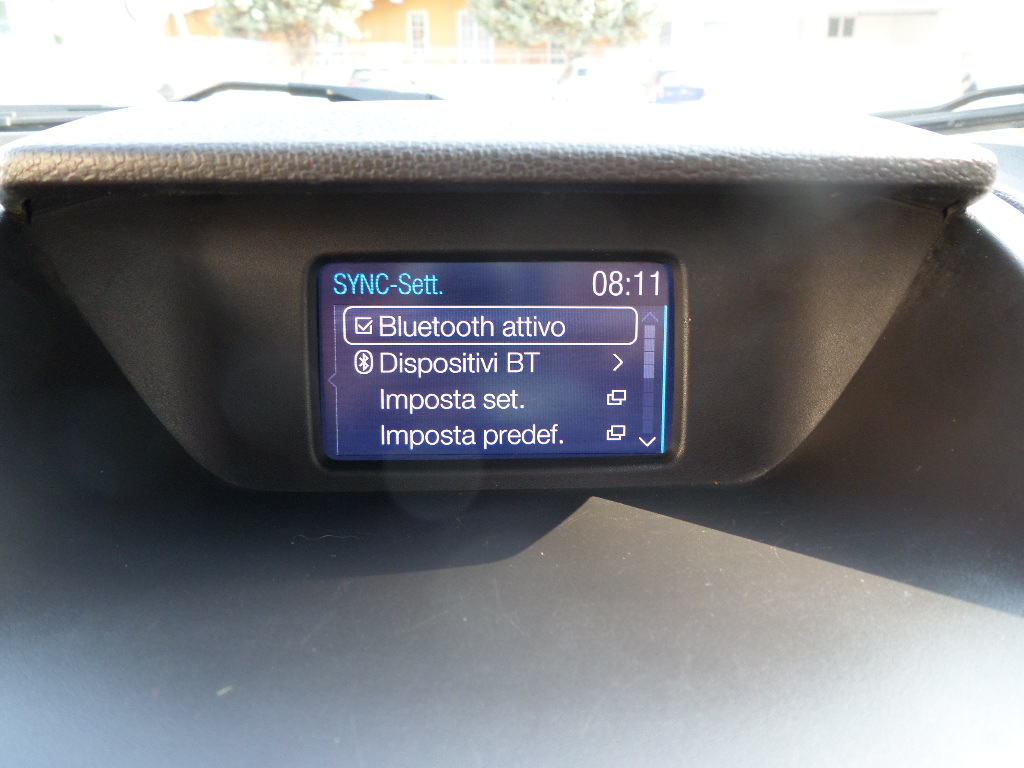 SYNC-Sett. 08:11
Bluetooth attivo
Dispositivi BT
Imposta set.
Imposta predef.